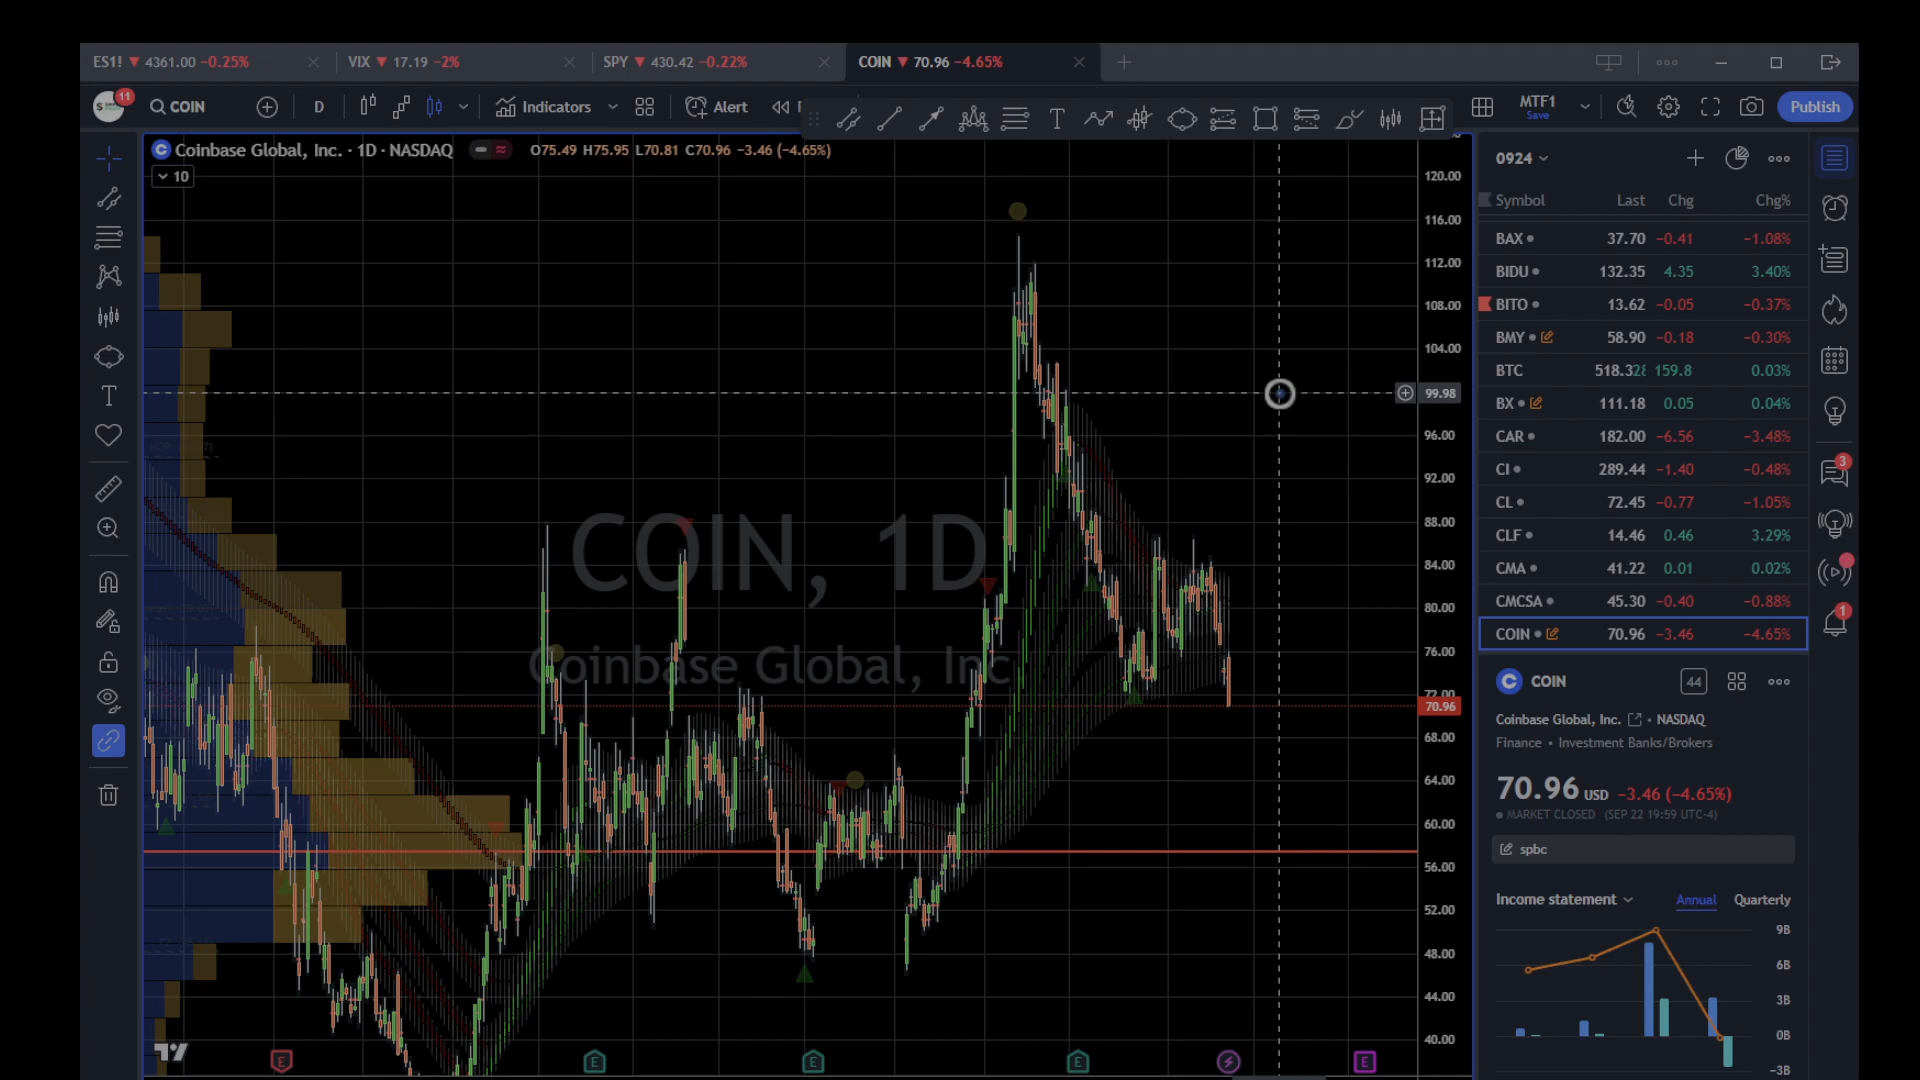 ES1! ▼ 4361.00 −0.25%
VIX ▼ 17.19 −2%
SPY ▼ 430.42 −0.22%
COIN ▼ 70.96 −4.65%
11
COIN
D
Indicators
Alert
MTF1
Save
Publish
Coinbase Global, Inc. · 1D · NASDAQ
O75.49 H75.95 L70.81 C70.96 −3.46 (−4.65%)
10
COIN, 1D
Coinbase Global, Inc.
120.00
116.00
112.00
108.00
104.00
99.98
96.00
92.00
88.00
84.00
80.00
76.00
72.00
70.96
68.00
64.00
60.00
56.00
52.00
48.00
44.00
40.00
E
E
E
E
E
0924
Symbol Last Chg Chg%
BAX 37.70 −0.41 −1.08%
BIDU 132.35 4.35 3.40%
BITO 13.62 −0.05 −0.37%
BMY 58.90 −0.18 −0.30%
BTC 518.328 159.8 0.03%
BX 111.18 0.05 0.04%
CAR 182.00 −6.56 −3.48%
CI 289.44 −1.40 −0.48%
CL 72.45 −0.77 −1.05%
CLF 14.46 0.46 3.29%
CMA 41.22 0.01 0.02%
CMCSA 45.30 −0.40 −0.88%
COIN 70.96 −3.46 −4.65%
COIN
44
Coinbase Global, Inc. • NASDAQ
Finance • Investment Banks/Brokers
70.96 USD −3.46 (−4.65%)
MARKET CLOSED (SEP 22 19:59 UTC-4)
spbc
Income statement
Annual Quarterly
9B
6B
3B
0B
−3B
3
1